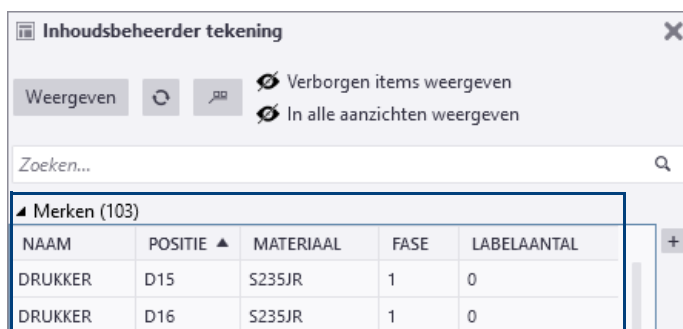 Inhoudsbeheerder tekening
Weergeven
Verborgen items weergeven
In alle aanzichten weergeven
Zoeken...
Merken (103)
NAAM POSITIE MATERIAAL FASE LABELAANTAL
DRUKKER D15 S235JR 1 0
DRUKKER D16 S235JR 1 0